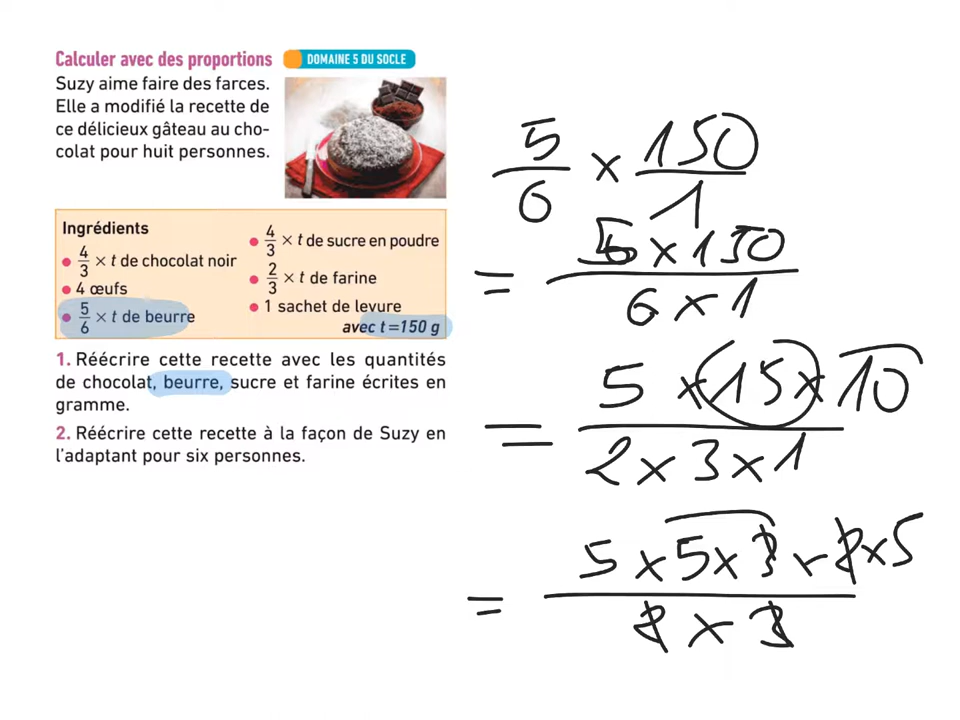 Calculer avec des proportions DOMAINE 5 DU SOCLE
Suzy aime faire des farces.
Elle a modifié la recette de
ce délicieux gâteau au cho-
colat pour huit personnes.
Ingrédients
4/3 × t de chocolat noir
4 œufs
5/6 × t de beurre
4/3 × t de sucre en poudre
2/3 × t de farine
1 sachet de levure
avec t=150 g
1. Réécrire cette recette avec les quantités
de chocolat, beurre, sucre et farine écrites en
gramme.
2. Réécrire cette recette à la façon de Suzy en
l'adaptant pour six personnes.
5/6 × 150/1
= 5 × 150
6 × 1
= 5 × 15 × 10
2 × 3 × 1
= 5 × 5 × 3 × 2 × 5
2 × 3